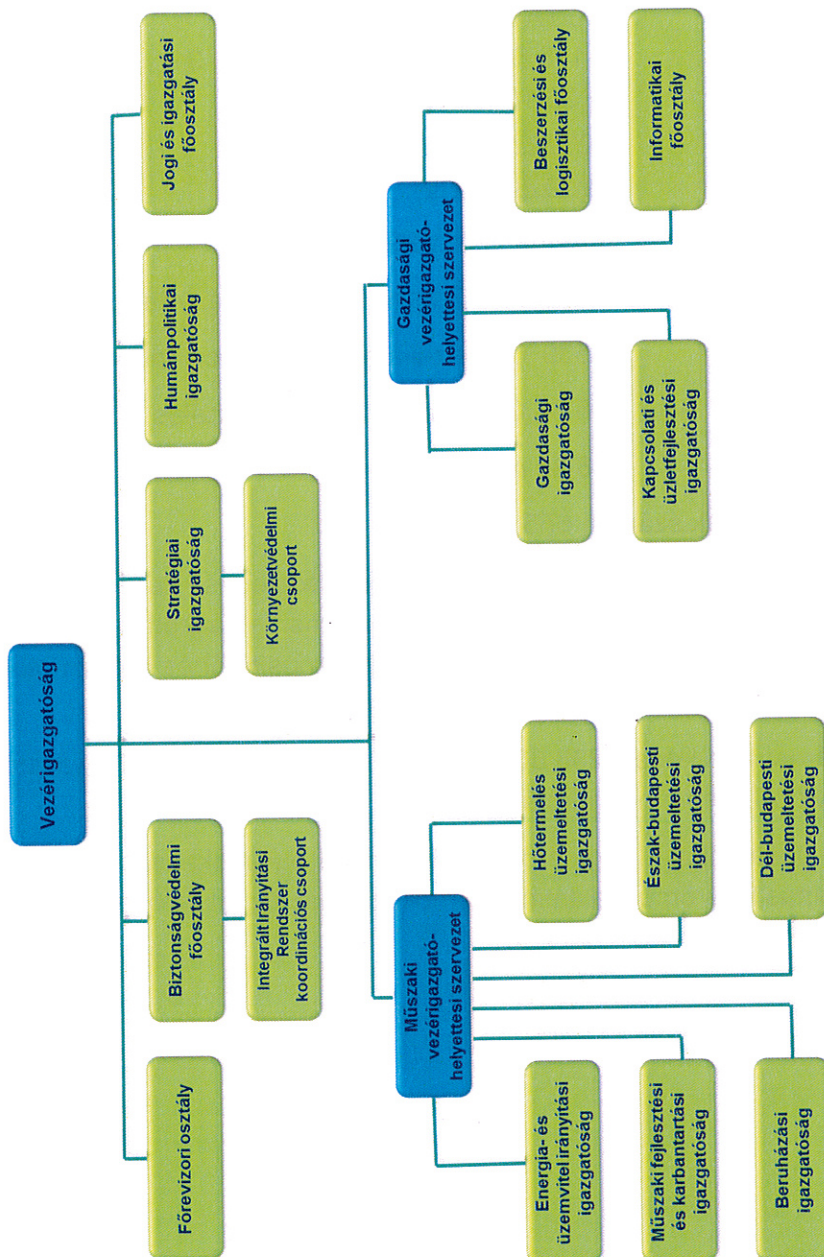 Vezérigazgatóság
Főrevizori osztály
Biztonságvédelmi
főosztály
Stratégiai
igazgatóság
Humánpolitikai
igazgatóság
Jogi és igazgatási
főosztály
Integrált Irányítási
Rendszer
koordinációs csoport
Környezetvédelmi
csoport
Műszaki
vezérigazgató-
helyettesi szervezet
Gazdasági
vezérigazgató-
helyettesi szervezet
Energia- és
üzemvitel irányítási
igazgatóság
Hőtermelés
üzemeltetési
igazgatóság
Műszaki fejlesztési
és karbantartási
igazgatóság
Észak-budapesti
üzemeltetési
igazgatóság
Beruházási
igazgatóság
Dél-budapesti
üzemeltetési
igazgatóság
Gazdasági
igazgatóság
Beszerzési és
logisztikai főosztály
Kapcsolati és
üzletfejlesztési
igazgatóság
Informatikai
főosztály